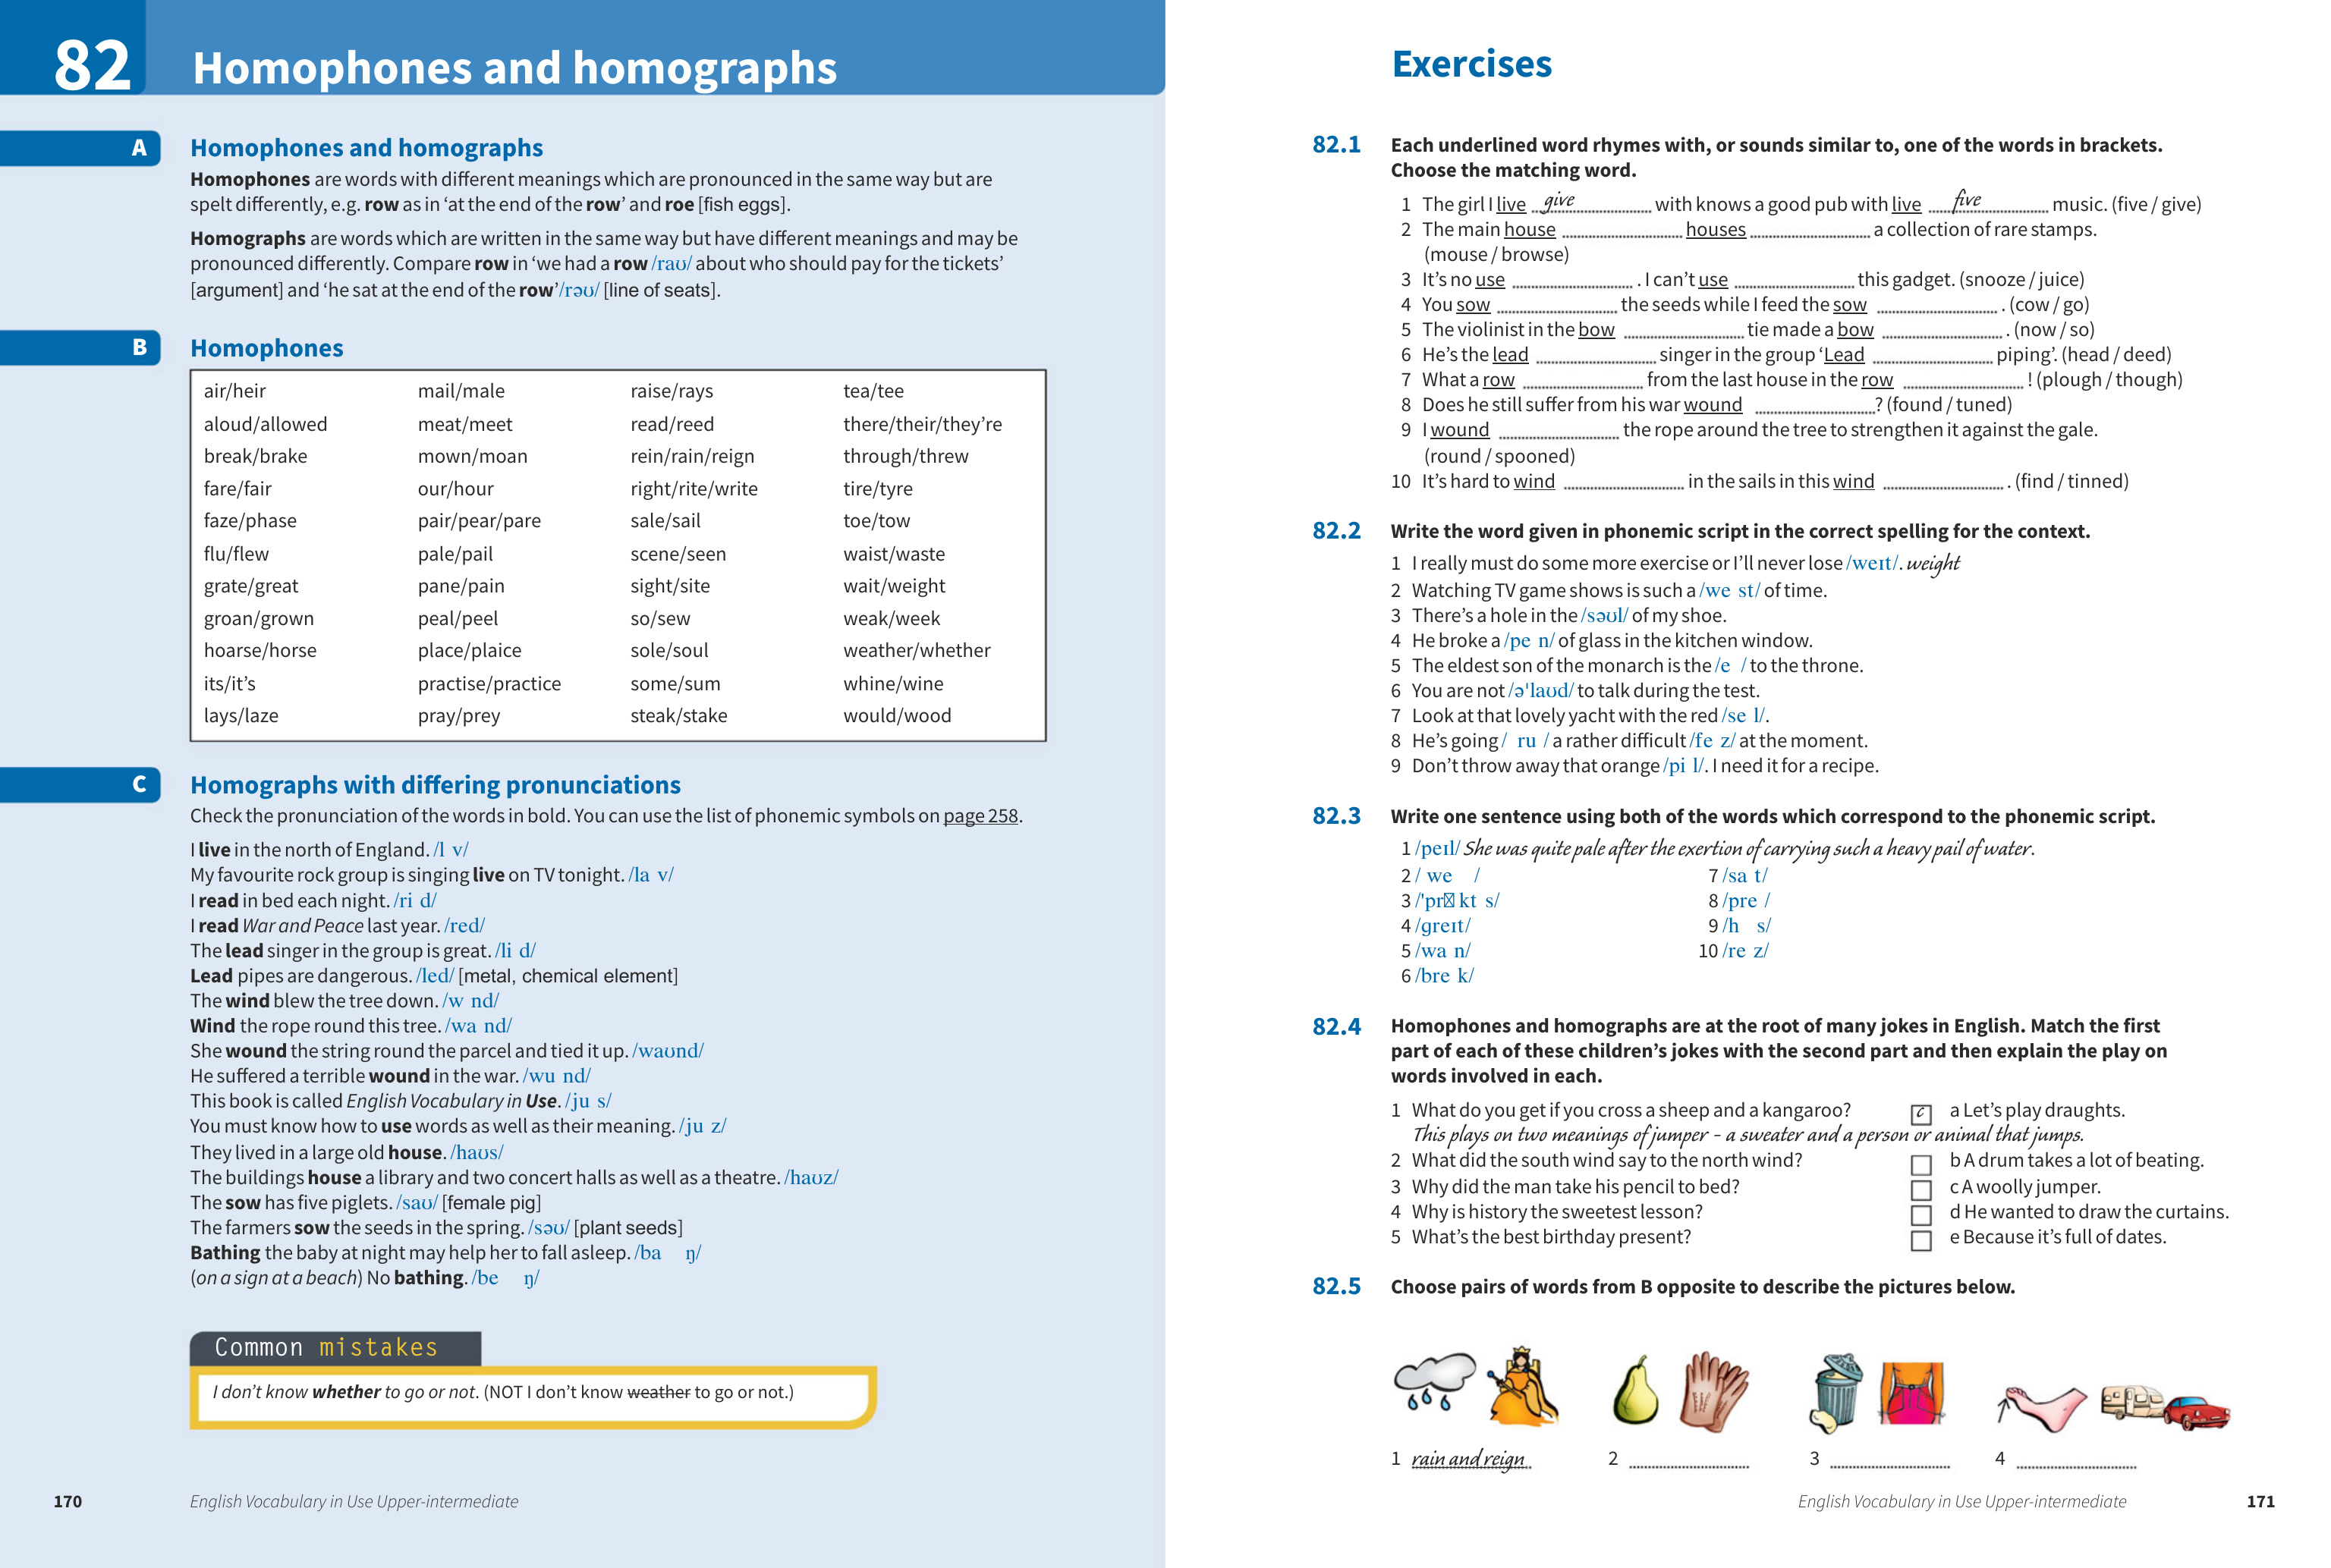 82
Homophones and homographs
A
Homophones and homographs
Homophones are words with different meanings which are pronounced in the same way but are
spelt differently, e.g. row as in ‘at the end of the row’ and roe [fish eggs].
Homographs are words which are written in the same way but have different meanings and may be
pronounced differently. Compare row in ‘we had a row /raʊ/ about who should pay for the tickets’
[argument] and ‘he sat at the end of the row’/rəʊ/ [line of seats].
B
Homophones
air/heir mail/male raise/rays tea/tee
aloud/allowed meat/meet read/reed there/their/they’re
break/brake mown/moan rein/rain/reign through/threw
fare/fair our/hour right/rite/write tire/tyre
faze/phase pair/pear/pare sale/sail toe/tow
flu/flew pale/pail scene/seen waist/waste
grate/great pane/pain sight/site wait/weight
groan/grown peal/peel so/sew weak/week
hoarse/horse place/plaice sole/soul weather/whether
its/it’s practise/practice some/sum whine/wine
lays/laze pray/prey steak/stake would/wood
C
Homographs with differing pronunciations
Check the pronunciation of the words in bold. You can use the list of phonemic symbols on page 258.
I live in the north of England. /l v/
My favourite rock group is singing live on TV tonight. /la v/
I read in bed each night. /ri d/
I read War and Peace last year. /red/
The lead singer in the group is great. /li d/
Lead pipes are dangerous. /led/ [metal, chemical element]
The wind blew the tree down. /w nd/
Wind the rope round this tree. /wa nd/
She wound the string round the parcel and tied it up. /waʊnd/
He suffered a terrible wound in the war. /wu nd/
This book is called English Vocabulary in Use. /ju s/
You must know how to use words as well as their meaning. /ju z/
They lived in a large old house. /haʊs/
The buildings house a library and two concert halls as well as a theatre. /haʊz/
The sow has five piglets. /saʊ/ [female pig]
The farmers sow the seeds in the spring. /səʊ/ [plant seeds]
Bathing the baby at night may help her to fall asleep. /ba ŋ/
(on a sign at a beach) No bathing. /be ŋ/
Common mistakes
I don’t know whether to go or not. (NOT I don’t know weather to go or not.)
170 English Vocabulary in Use Upper-intermediate
Exercises
82.1 Each underlined word rhymes with, or sounds similar to, one of the words in brackets.
Choose the matching word.
1 The girl I live give with knows a good pub with live five music. (five / give)
2 The main house houses a collection of rare stamps.
(mouse / browse)
3 It’s no use . I can’t use this gadget. (snooze / juice)
4 You sow the seeds while I feed the sow . (cow / go)
5 The violinist in the bow tie made a bow . (now / so)
6 He’s the lead singer in the group ‘Lead piping’. (head / deed)
7 What a row from the last house in the row ! (plough / though)
8 Does he still suffer from his war wound ? (found / tuned)
9 I wound the rope around the tree to strengthen it against the gale.
(round / spooned)
10 It’s hard to wind in the sails in this wind . (find / tinned)
82.2 Write the word given in phonemic script in the correct spelling for the context.
1 I really must do some more exercise or I’ll never lose /weɪt/. weight
2 Watching TV game shows is such a /we st/ of time.
3 There’s a hole in the /səʊl/ of my shoe.
4 He broke a /pe n/ of glass in the kitchen window.
5 The eldest son of the monarch is the /e / to the throne.
6 You are not /əˈlaʊd/ to talk during the test.
7 Look at that lovely yacht with the red /se l/.
8 He’s going / ru / a rather difficult /fe z/ at the moment.
9 Don’t throw away that orange /pi l/. I need it for a recipe.
82.3 Write one sentence using both of the words which correspond to the phonemic script.
1 /peɪl/ She was quite pale after the exertion of carrying such a heavy pail of water.
2 / we / 7 /sa t/
3 /ˈpr kt s/ 8 /pre /
4 /greɪt/ 9 /h s/
5 /wa n/ 10 /re z/
6 /bre k/
82.4 Homophones and homographs are at the root of many jokes in English. Match the first
part of each of these children’s jokes with the second part and then explain the play on
words involved in each.
1 What do you get if you cross a sheep and a kangaroo? c a Let’s play draughts.
This plays on two meanings of jumper – a sweater and a person or animal that jumps.
2 What did the south wind say to the north wind? b A drum takes a lot of beating.
3 Why did the man take his pencil to bed? c A woolly jumper.
4 Why is history the sweetest lesson? d He wanted to draw the curtains.
5 What’s the best birthday present? e Because it’s full of dates.
82.5 Choose pairs of words from B opposite to describe the pictures below.
1 rain and reign 2 3 4
English Vocabulary in Use Upper-intermediate 171